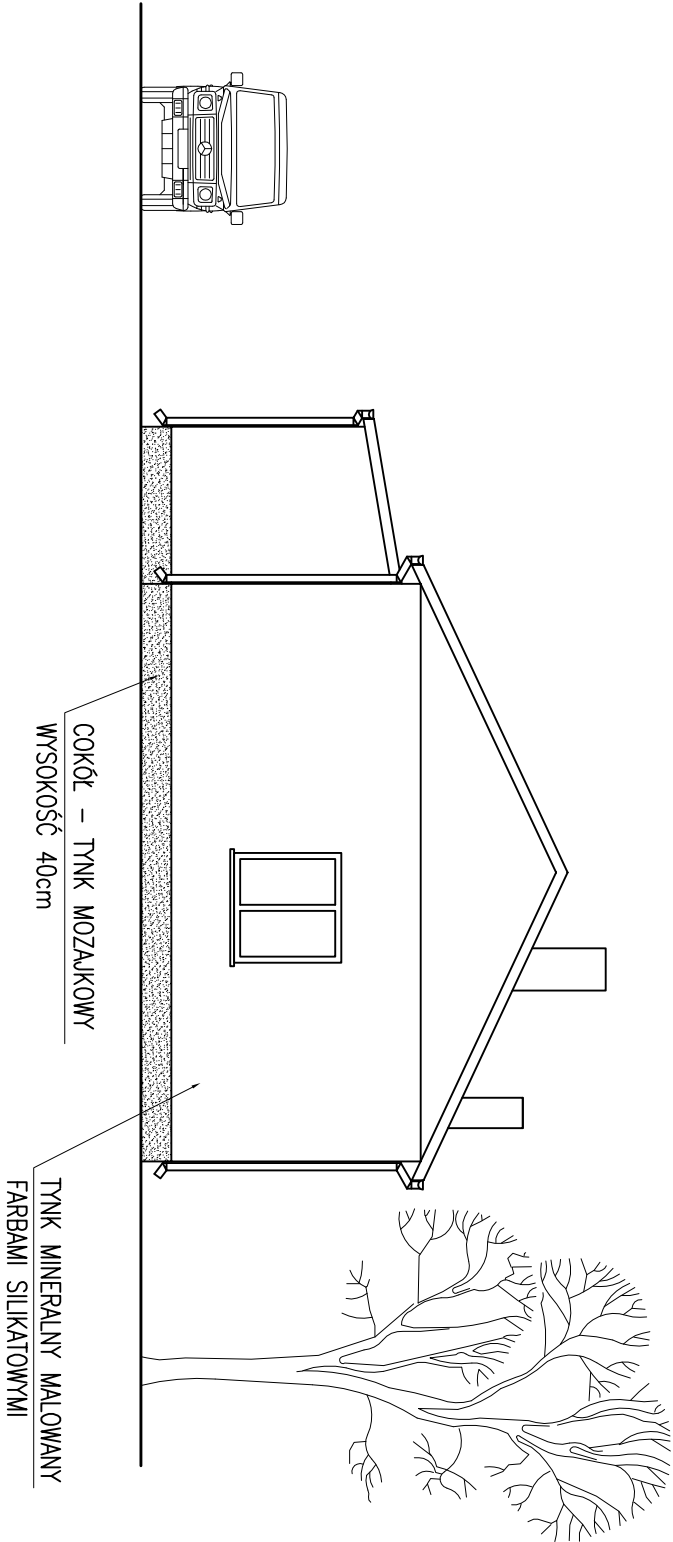 COKÓŁ - TYNK MOZAJKOWY
WYSOKOŚĆ 40cm
TYNK MINERALNY MALOWANY
FARBAMI SILIKATOWYMI